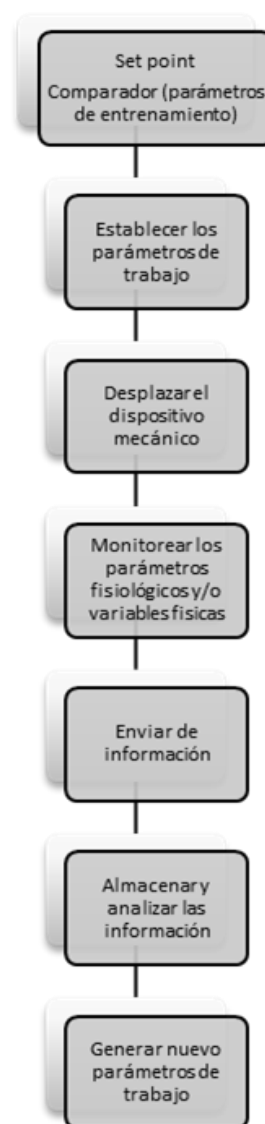 Set point
Comparador (parámetros
de entrenamiento)
Establecer los
parámetros de
trabajo
Desplazar el
dispositivo
mecánico
Monitorear los
parámetros
fisiológicos y/o
variables fisicas
Enviar de
información
Almacenar y
analizar las
información
Generar nuevo
parámetros de
trabajo